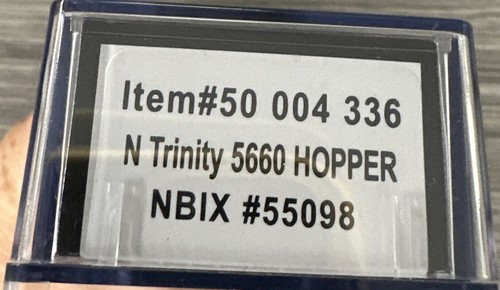 Item#50 004 336
N Trinity 5660 HOPPER
NBIX #55098